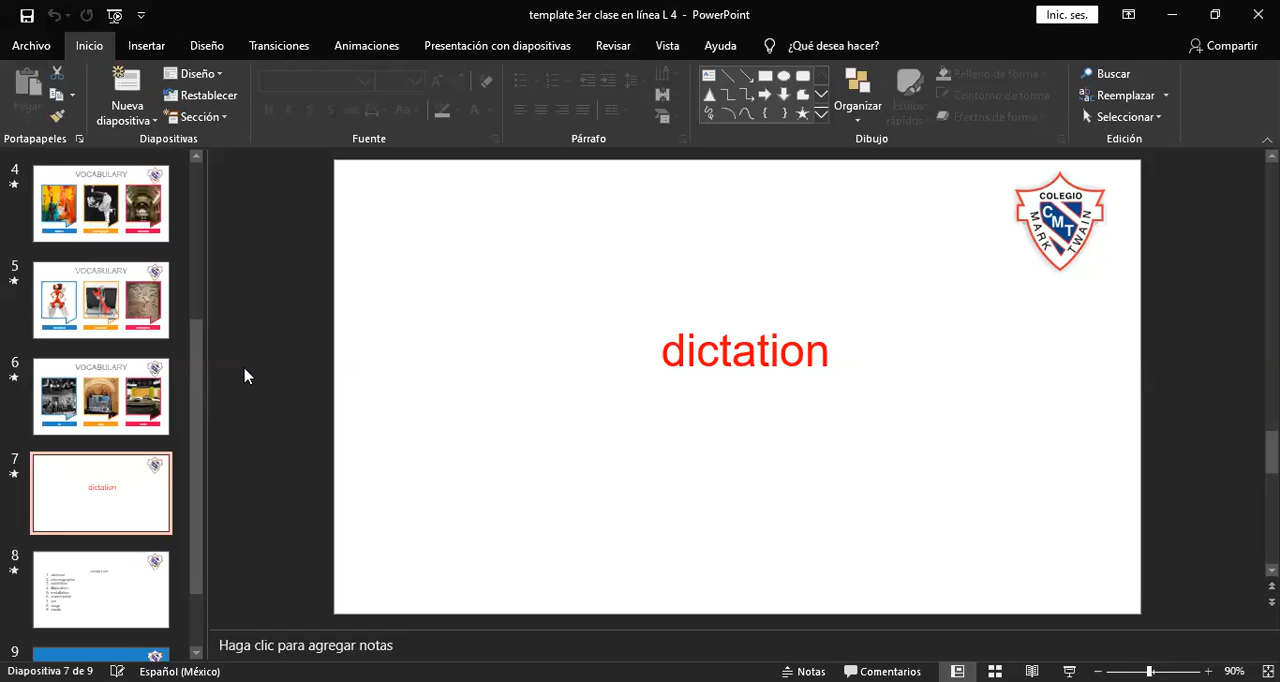 template 3er clase en línea L 4 - PowerPoint
Inic. ses.
Archivo Inicio Insertar Diseño Transiciones Animaciones Presentación con diapositivas Revisar Vista Ayuda ¿Qué desea hacer? Compartir
Pegar
Nueva diapositiva
Diseño
Restablecer
Sección
Organizar
Estilos rápidos
Relleno de forma
Contorno de forma
Efectos de forma
Buscar
Reemplazar
Seleccionar
Portapapeles Diapositivas Fuente Párrafo Dibujo Edición
4
VOCABULARY
5
VOCABULARY
6
VOCABULARY
7
dictation
8
VOCABULARY
9
COLEGIO
CMT
MARK TWAIN
dictation
Haga clic para agregar notas
Diapositiva 7 de 9 Español (México) Notas Comentarios 90%